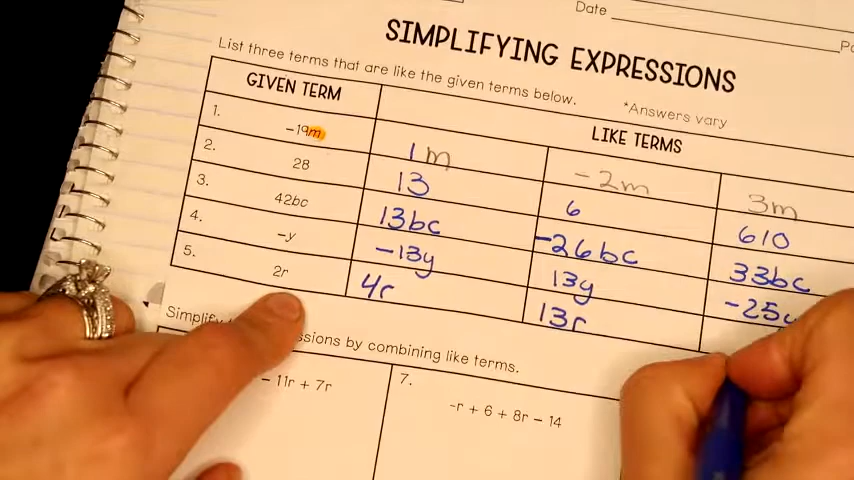 Date
SIMPLIFYING EXPRESSIONS
List three terms that are like the given terms below.
*Answers vary
GIVEN TERM
LIKE TERMS
1. -19m 1m -2m 3m
2. 28 13 6 610
3. 42bc 13bc -26bc 33bc
4. -y -13y 13y -25
5. 2r 4r 13r
expressions by combining like terms.
- 11r + 7r
7. -r + 6 + 8r - 14